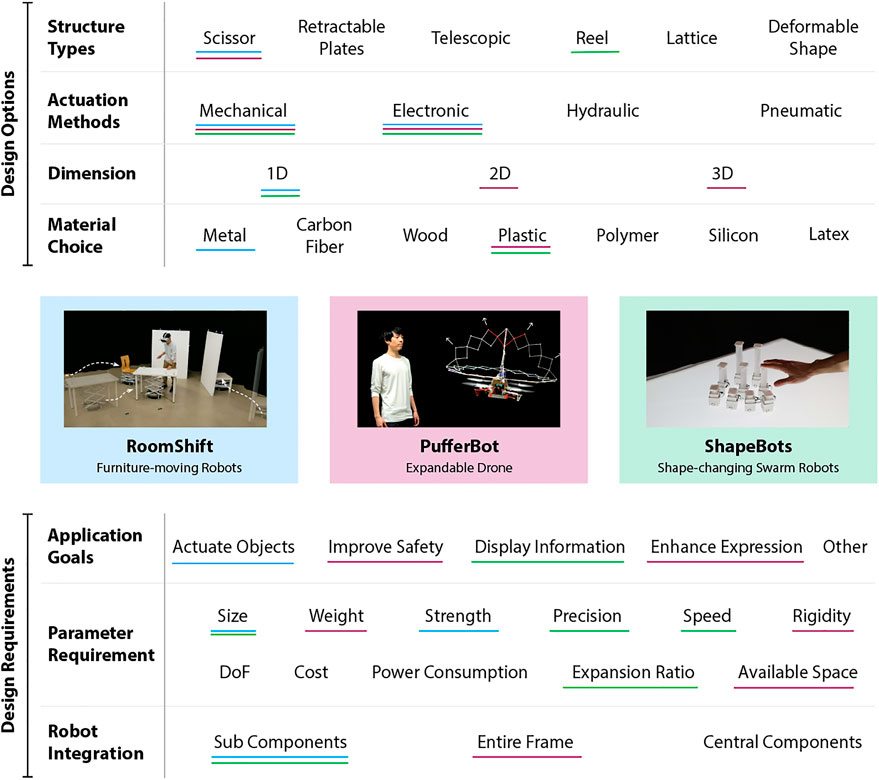 Design Options
Structure Types
Scissor
Retractable Plates
Telescopic
Reel
Lattice
Deformable Shape
Actuation Methods
Mechanical
Electronic
Hydraulic
Pneumatic
Dimension
1D
2D
3D
Material Choice
Metal
Carbon Fiber
Wood
Plastic
Polymer
Silicon
Latex
RoomShift
Furniture-moving Robots
PufferBot
Expandable Drone
ShapeBots
Shape-changing Swarm Robots
Design Requirements
Application Goals
Actuate Objects
Improve Safety
Display Information
Enhance Expression
Other
Parameter Requirement
Size
Weight
Strength
Precision
Speed
Rigidity
DoF
Cost
Power Consumption
Expansion Ratio
Available Space
Robot Integration
Sub Components
Entire Frame
Central Components